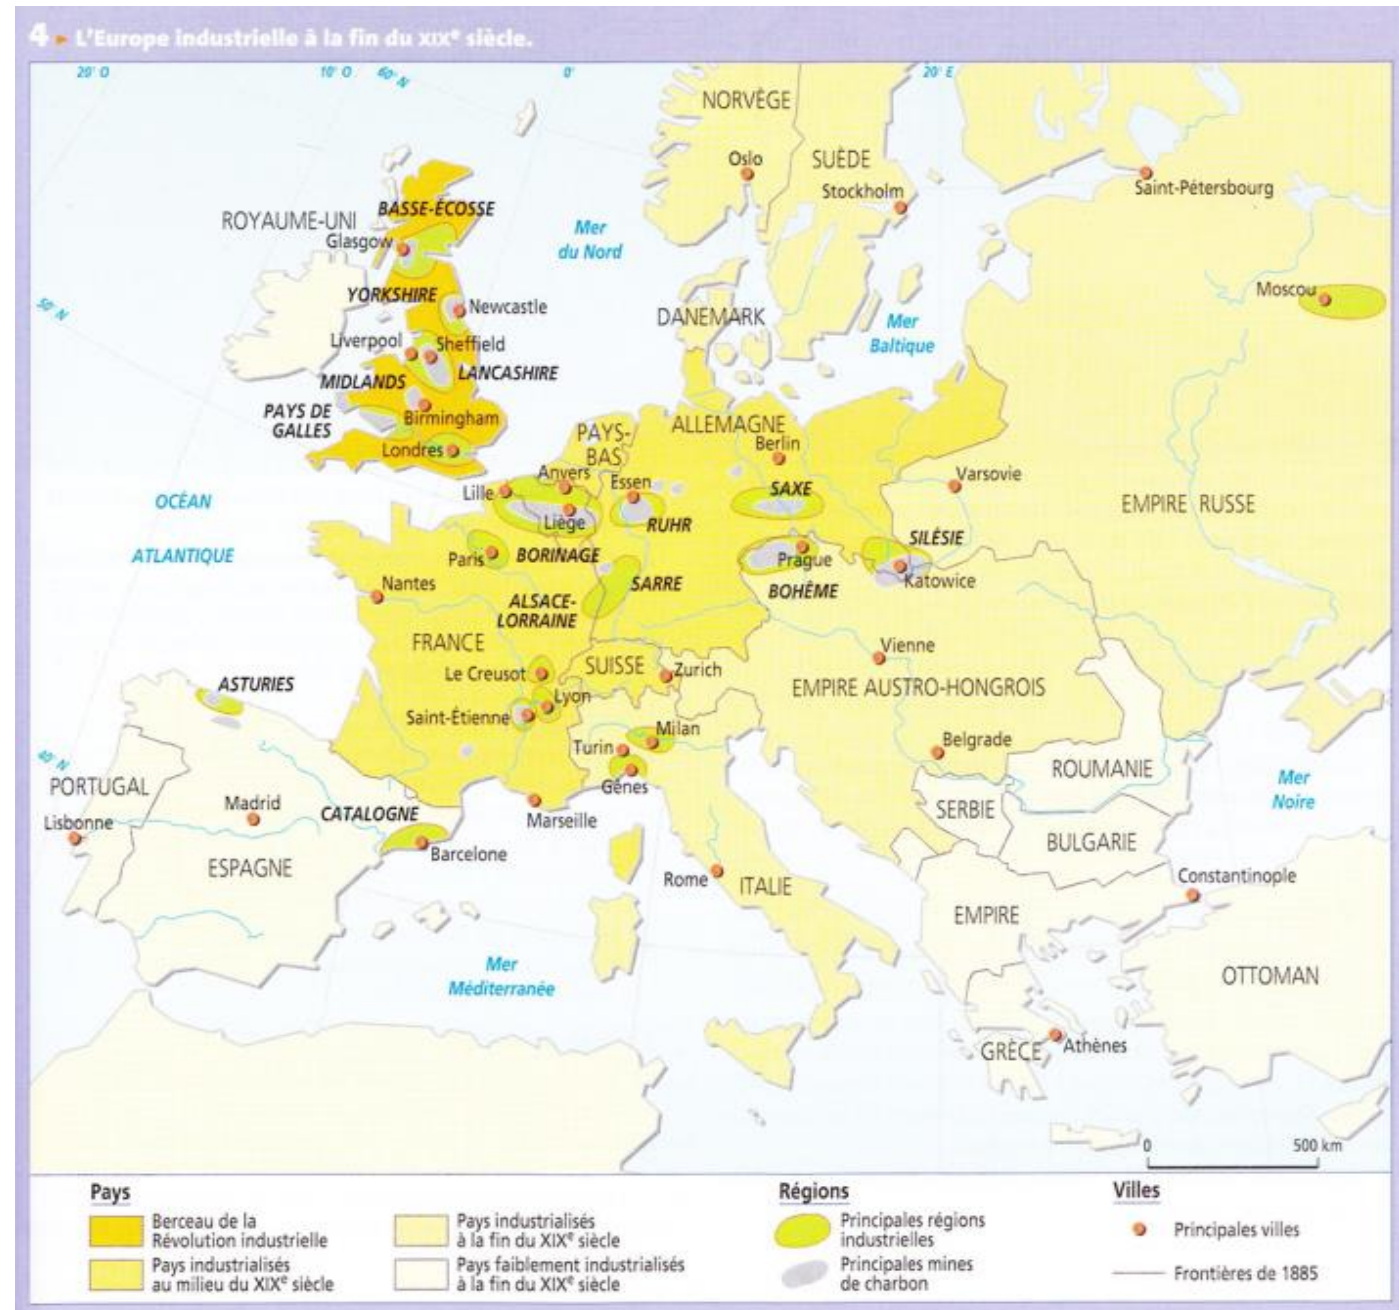 4 ► L'Europe industrielle à la fin du XIXe siècle.
20° O
10° O
60° N
0°
20° E
NORVÈGE
Oslo
SUÈDE
Stockholm
Saint-Pétersbourg
BASSE-ÉCOSSE
ROYAUME-UNI
Glasgow
Mer
du Nord
50° N
YORKSHIRE
Newcastle
Moscou
DANEMARK
Mer
Baltique
Liverpool
Sheffield
LANCASHIRE
MIDLANDS
PAYS DE
GALLES
Birmingham
Londres
PAYS-
BAS
ALLEMAGNE
Berlin
Anvers
Essen
Lille
Liège
RUHR
SAXE
Varsovie
OCÉAN
ATLANTIQUE
EMPIRE RUSSE
SILÉSIE
Paris
BORINAGE
Prague
Katowice
BOHÊME
Nantes
SARRE
ALSACE-
LORRAINE
FRANCE
Vienne
Le Creusot
SUISSE
Zurich
ASTURIES
EMPIRE AUSTRO-HONGROIS
Lyon
Saint-Étienne
Milan
Turin
Belgrade
40° N
PORTUGAL
Gênes
ROUMANIE
Mer
Noire
Madrid
CATALOGNE
Marseille
SERBIE
Lisbonne
Barcelone
BULGARIE
ESPAGNE
Rome
ITALIE
Constantinople
EMPIRE
OTTOMAN
Mer
Méditerranée
GRÈCE
Athènes
0
500 km
Pays
Berceau de la
Révolution industrielle
Pays industrialisés
au milieu du XIXe siècle
Pays industrialisés
à la fin du XIXe siècle
Pays faiblement industrialisés
à la fin du XIXe siècle
Régions
Principales régions
industrielles
Principales mines
de charbon
Villes
Principales villes
Frontières de 1885